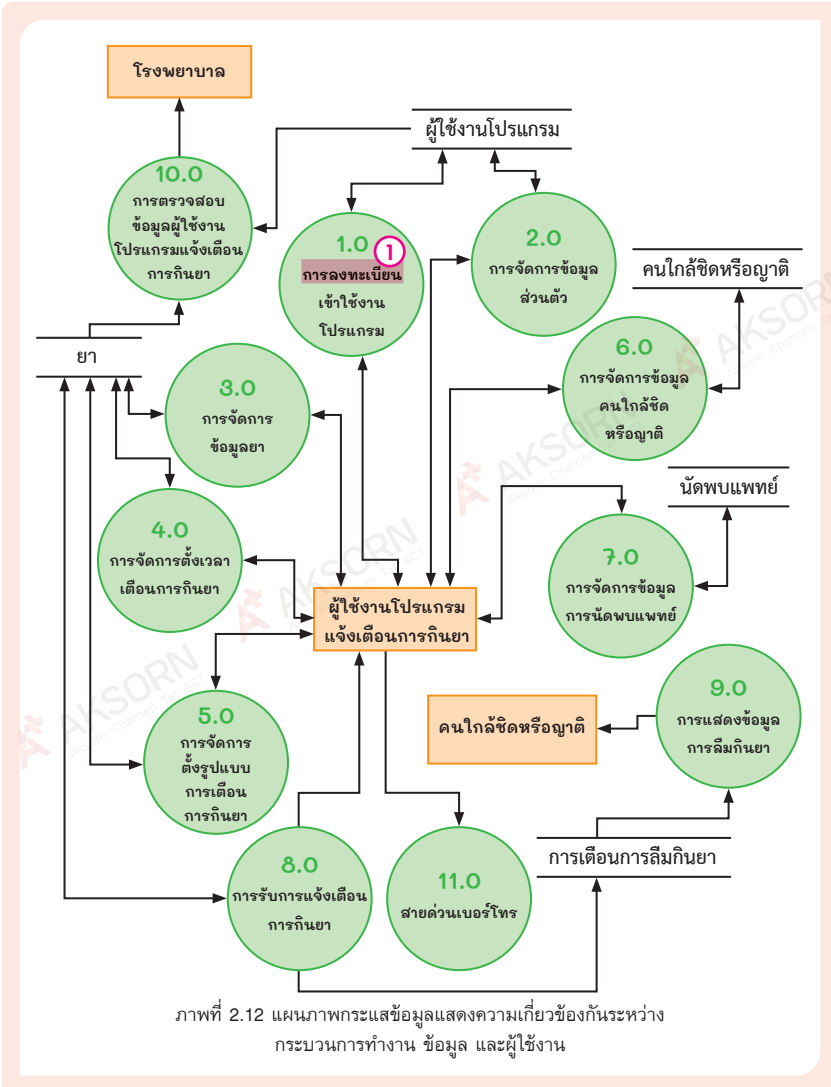 โรงพยาบาล
ผู้ใช้งานโปรแกรม
10.0
การตรวจสอบ
ข้อมูลผู้ใช้งาน
โปรแกรมแจ้งเตือน
การกินยา
1.0
1
การลงทะเบียน
เข้าใช้งาน
โปรแกรม
2.0
การจัดการข้อมูล
ส่วนตัว
คนใกล้ชิดหรือญาติ
ยา
3.0
การจัดการ
ข้อมูลยา
6.0
การจัดการข้อมูล
คนใกล้ชิด
หรือญาติ
นัดพบแพทย์
4.0
การจัดการตั้งเวลา
เตือนการกินยา
7.0
การจัดการข้อมูล
การนัดพบแพทย์
ผู้ใช้งานโปรแกรม
แจ้งเตือนการกินยา
5.0
การจัดการ
ตั้งรูปแบบ
การเตือน
การกินยา
คนใกล้ชิดหรือญาติ
9.0
การแสดงข้อมูล
การลืมกินยา
การเตือนการลืมกินยา
8.0
การรับการแจ้งเตือน
การกินยา
11.0
สายด่วนเบอร์โทร
ภาพที่ 2.12 แผนภาพกระแสข้อมูลแสดงความเกี่ยวข้องกันระหว่าง
กระบวนการทำงาน ข้อมูล และผู้ใช้งาน
AKSORN
Aksorn Charoen Tat ACT
AKSORN
Aksorn Charoen Tat ACT
AKSORN
Aksorn Charoen Tat ACT
AKSORN
Aksorn Charoen Tat ACT